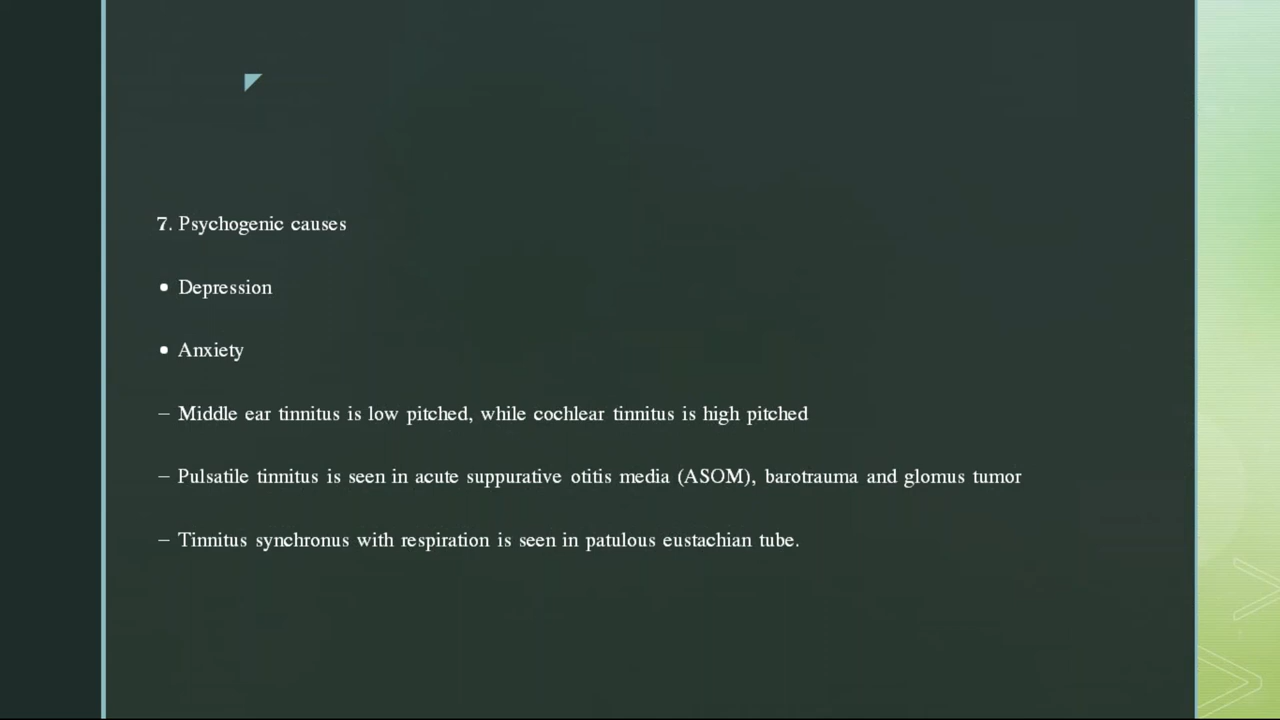 7. Psychogenic causes
• Depression
• Anxiety
– Middle ear tinnitus is low pitched, while cochlear tinnitus is high pitched
– Pulsatile tinnitus is seen in acute suppurative otitis media (ASOM), barotrauma and glomus tumor
– Tinnitus synchronus with respiration is seen in patulous eustachian tube.